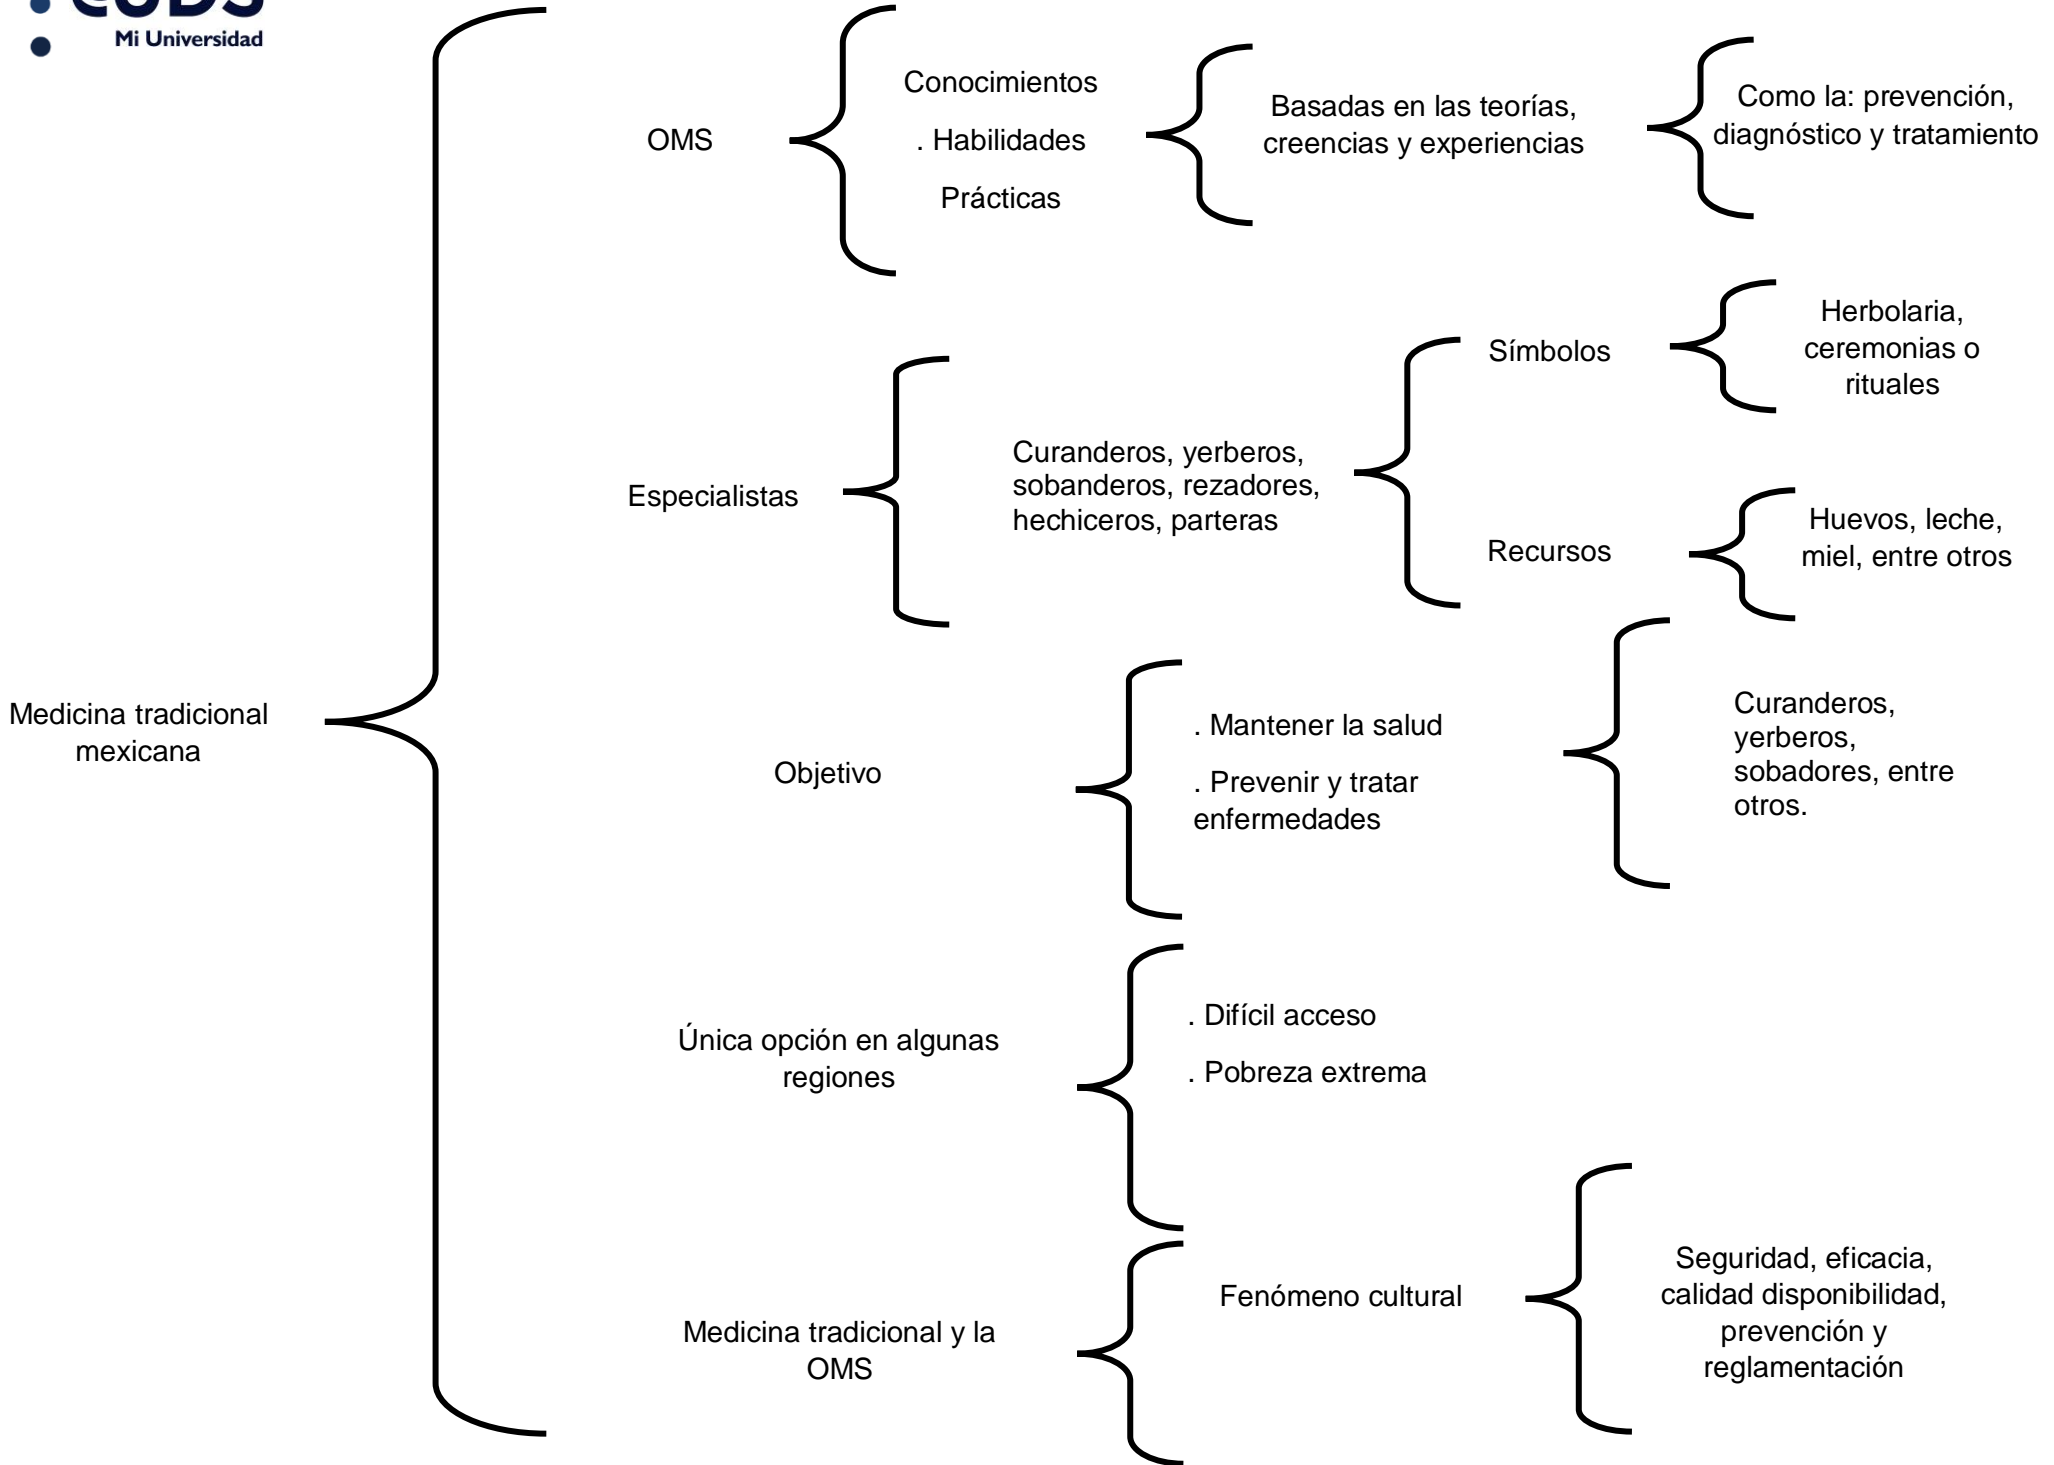 Mi Universidad
Conocimientos
. Habilidades
Prácticas
OMS
Basadas en las teorías,
creencias y experiencias
Como la: prevención,
diagnóstico y tratamiento
Especialistas
Curanderos, yerberos,
sobanderos, rezadores,
hechiceros, parteras
Símbolos
Herbolaria,
ceremonias o
rituales
Recursos
Huevos, leche,
miel, entre otros
Medicina tradicional
mexicana
Objetivo
. Mantener la salud
. Prevenir y tratar
enfermedades
Curanderos,
yerberos,
sobadores, entre
otros.
Única opción en algunas
regiones
. Difícil acceso
. Pobreza extrema
Medicina tradicional y la
OMS
Fenómeno cultural
Seguridad, eficacia,
calidad disponibilidad,
prevención y
reglamentación